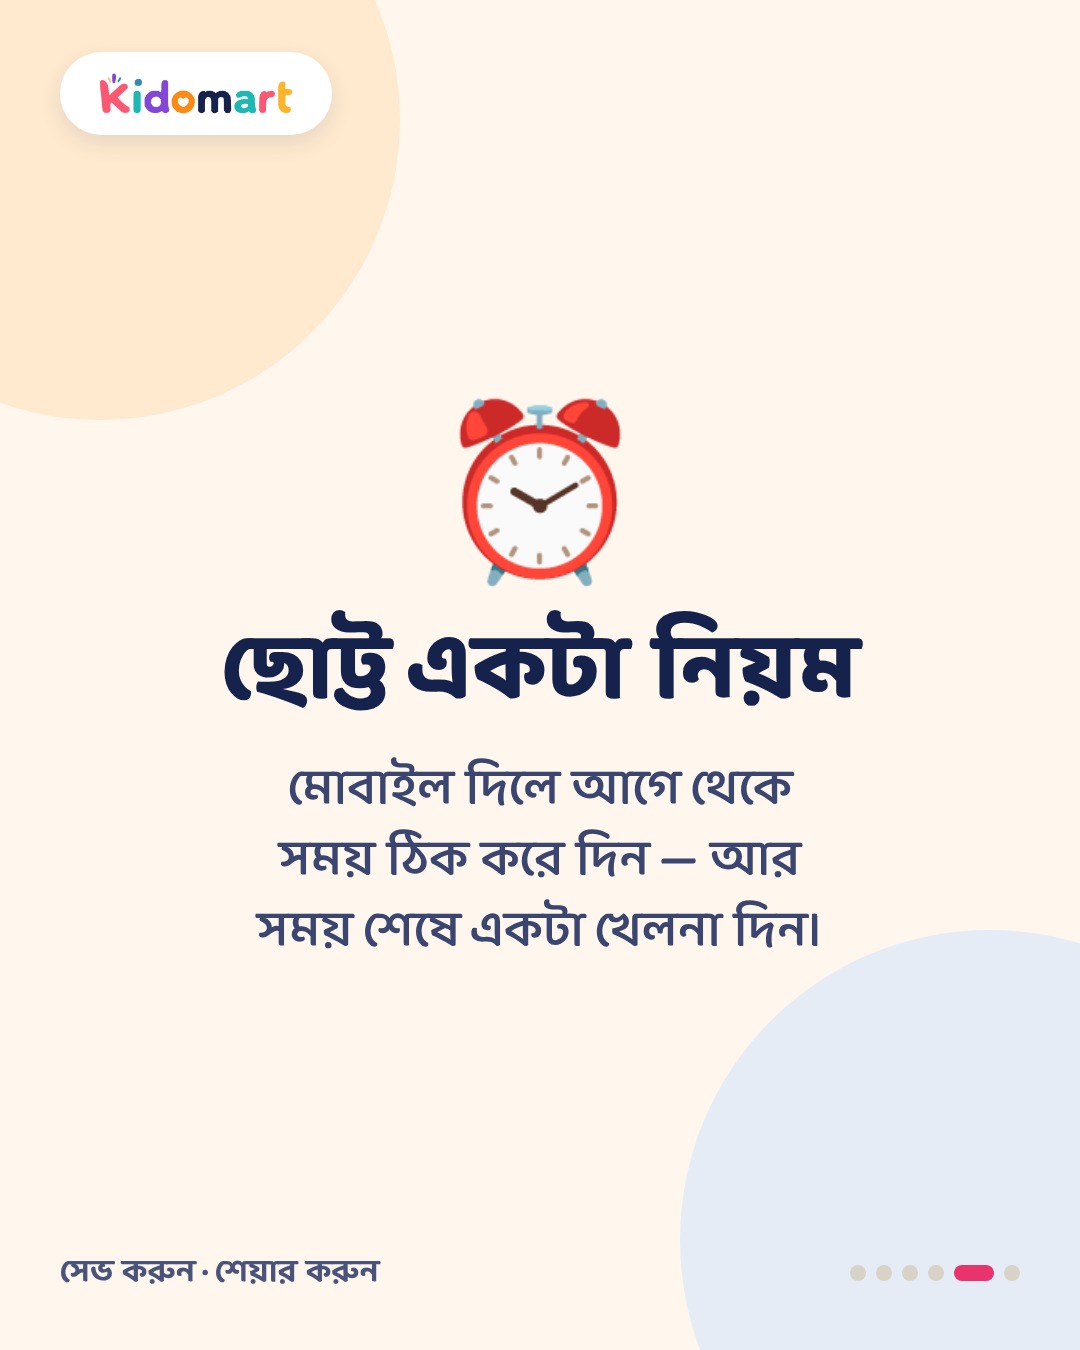 Kidomart
ছোট্ট একটা নিয়ম
মোবাইল দিলে আগে থেকে
সময় ঠিক করে দিন — আর
সময় শেষে একটা খেলনা দিন।
সেভ করুন · শেয়ার করুন